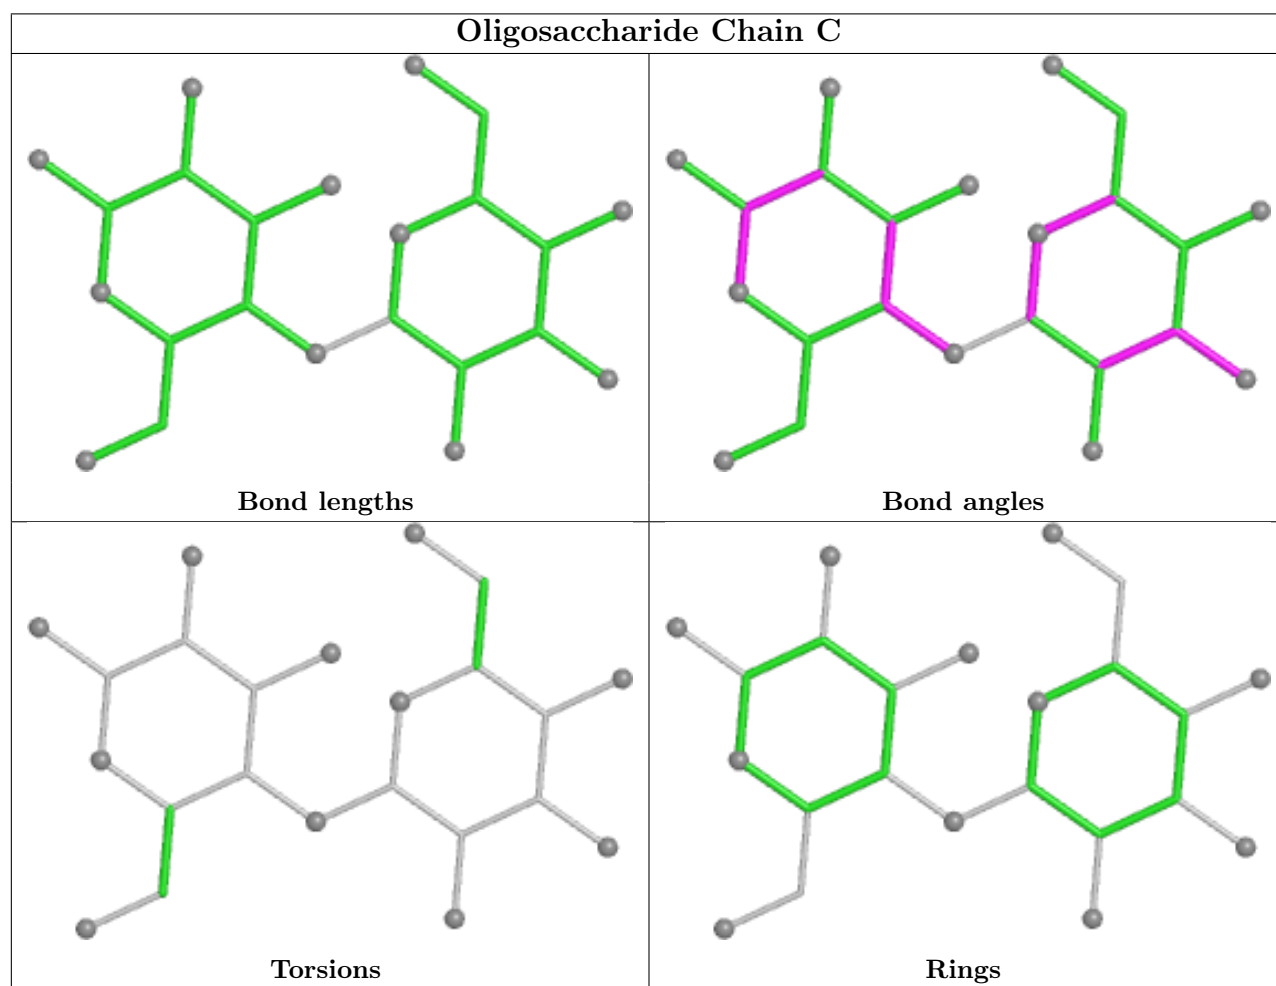 Oligosaccharide Chain C
Bond lengths
Bond angles
Torsions
Rings